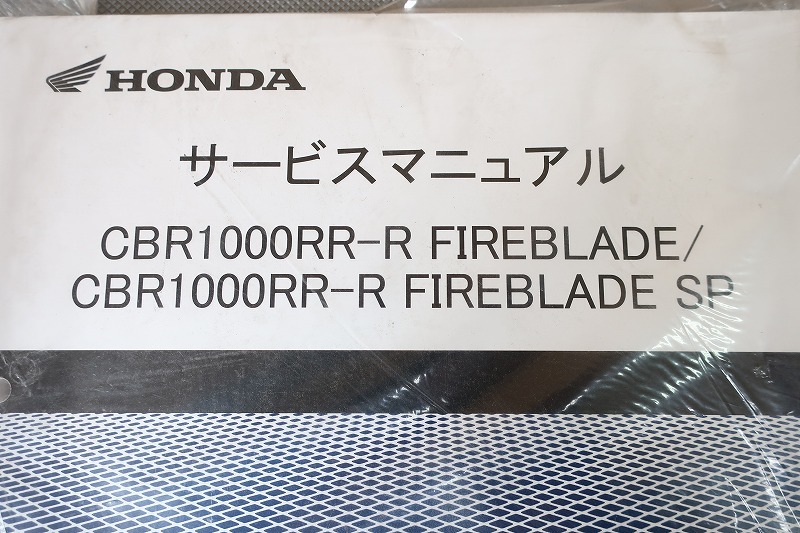 HONDA
サービスマニュアル
CBR1000RR-R FIREBLADE/
CBR1000RR-R FIREBLADE SP